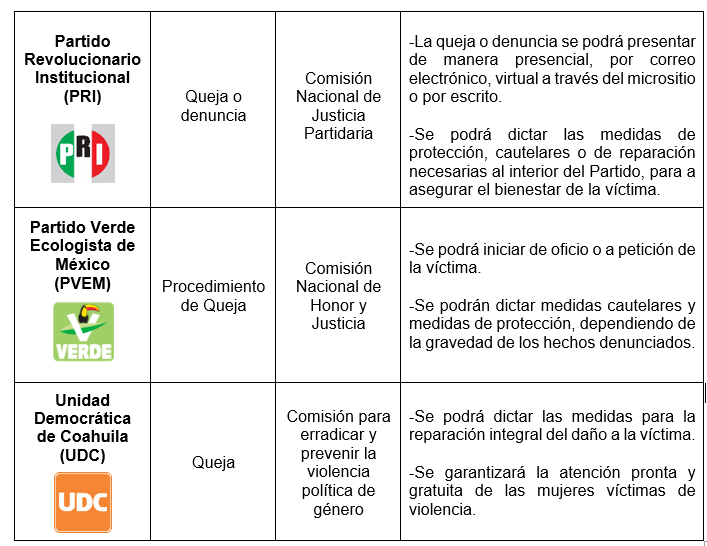 Partido
Revolucionario
Institucional
(PRI)
PRI
Queja o
denuncia
Comisión
Nacional de
Justicia
Partidaria
-La queja o denuncia se podrá presentar
de manera presencial, por correo
electrónico, virtual a través del micrositio
o por escrito.
-Se podrá dictar las medidas de
protección, cautelares o de reparación
necesarias al interior del Partido, para a
asegurar el bienestar de la víctima.
Partido Verde
Ecologista de
México
(PVEM)
VERDE
Procedimiento
de Queja
Comisión
Nacional de
Honor y
Justicia
-Se podrá iniciar de oficio o a petición de
la víctima.
-Se podrán dictar medidas cautelares y
medidas de protección, dependiendo de
la gravedad de los hechos denunciados.
Unidad
Democrática
de Coahuila
(UDC)
UDC
Queja
Comisión para
erradicar y
prevenir la
violencia
política de
género
-Se podrá dictar las medidas para la
reparación integral del daño a la víctima.
-Se garantizará la atención pronta y
gratuita de las mujeres víctimas de
violencia.